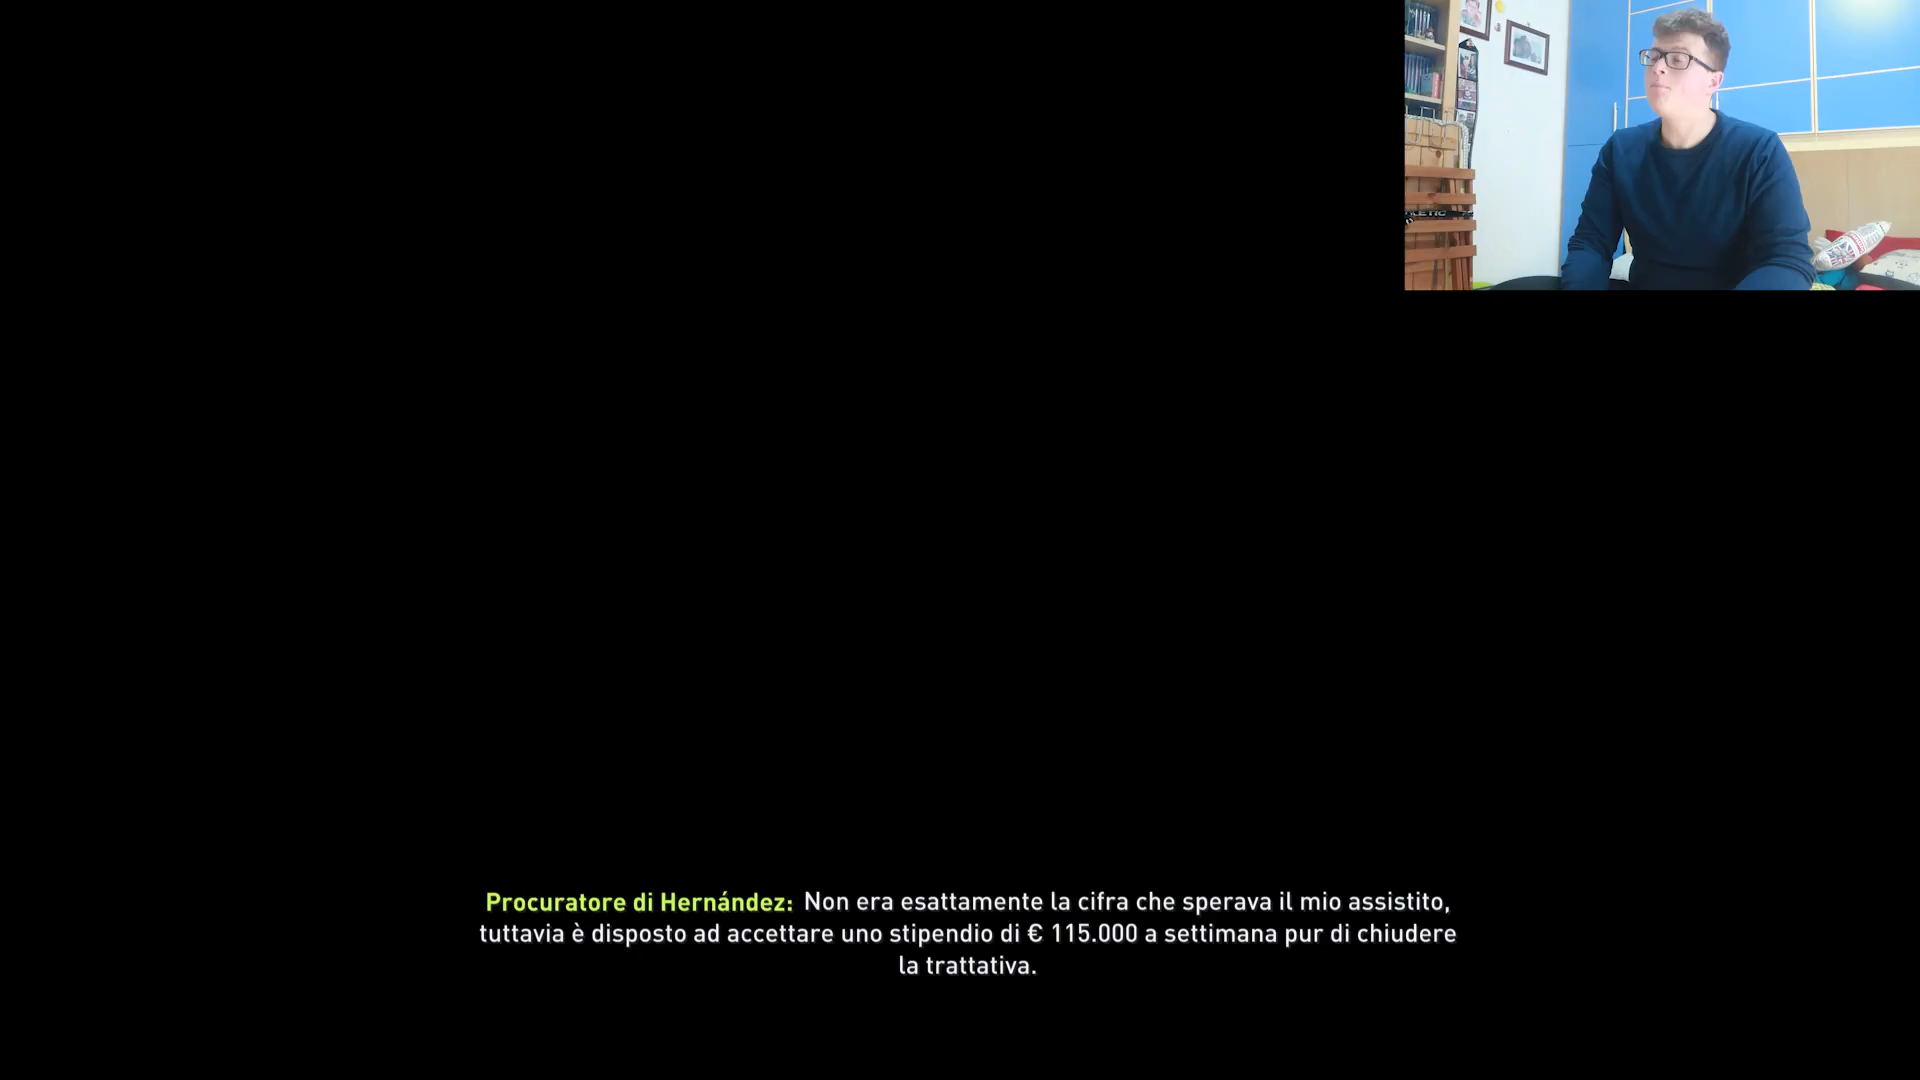 Procuratore di Hernández: Non era esattamente la cifra che sperava il mio assistito,
tuttavia è disposto ad accettare uno stipendio di € 115.000 a settimana pur di chiudere
la trattativa.